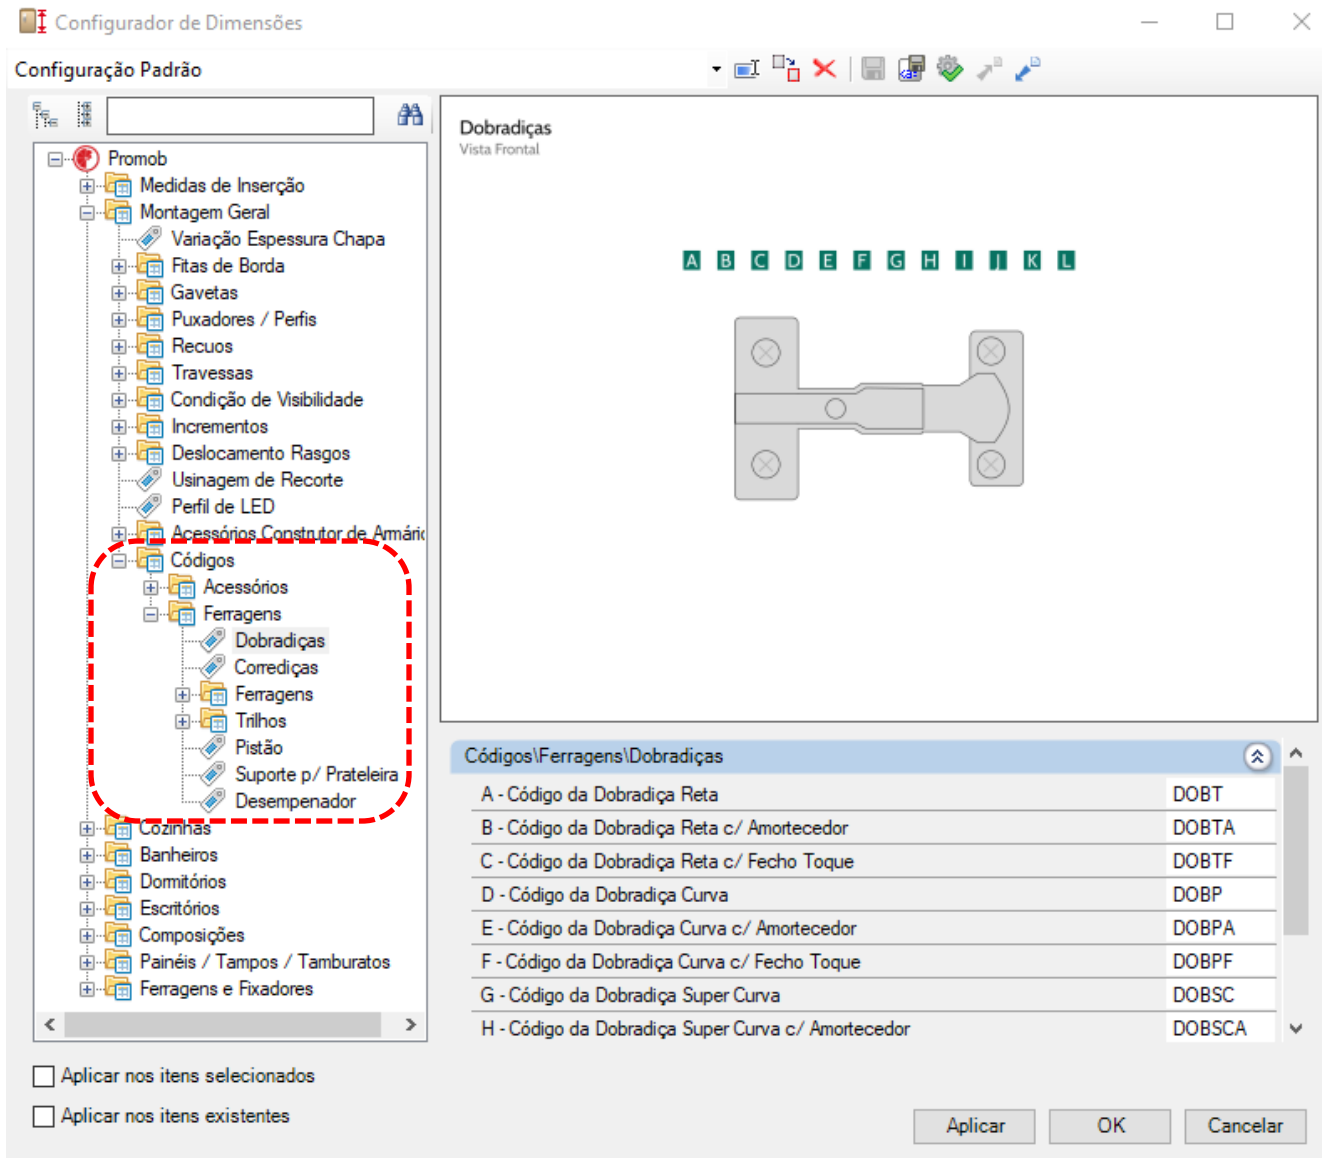 Configurador de Dimensões
Configuração Padrão
Promob
Medidas de Inserção
Montagem Geral
Variação Espessura Chapa
Fitas de Borda
Gavetas
Puxadores / Perfis
Recuos
Travessas
Condição de Visibilidade
Incrementos
Deslocamento Rasgos
Usinagem de Recorte
Perfil de LED
Acessórios Construtor de Armári
Códigos
Acessórios
Ferragens
Dobradiças
Corrediças
Ferragens
Trilhos
Pistão
Suporte p/ Prateleira
Desempenador
Cozinhas
Banheiros
Dormitórios
Escritórios
Composições
Painéis / Tampos / Tamburatos
Ferragens e Fixadores
Dobradiças
Vista Frontal
A B C D E F G H I J K L
Códigos\Ferragens\Dobradiças
A - Código da Dobradiça Reta DOBT
B - Código da Dobradiça Reta c/ Amortecedor DOBTA
C - Código da Dobradiça Reta c/ Fecho Toque DOBTF
D - Código da Dobradiça Curva DOBP
E - Código da Dobradiça Curva c/ Amortecedor DOBPA
F - Código da Dobradiça Curva c/ Fecho Toque DOBPF
G - Código da Dobradiça Super Curva DOBSC
H - Código da Dobradiça Super Curva c/ Amortecedor DOBSCA
Aplicar nos itens selecionados
Aplicar nos itens existentes
Aplicar OK Cancelar